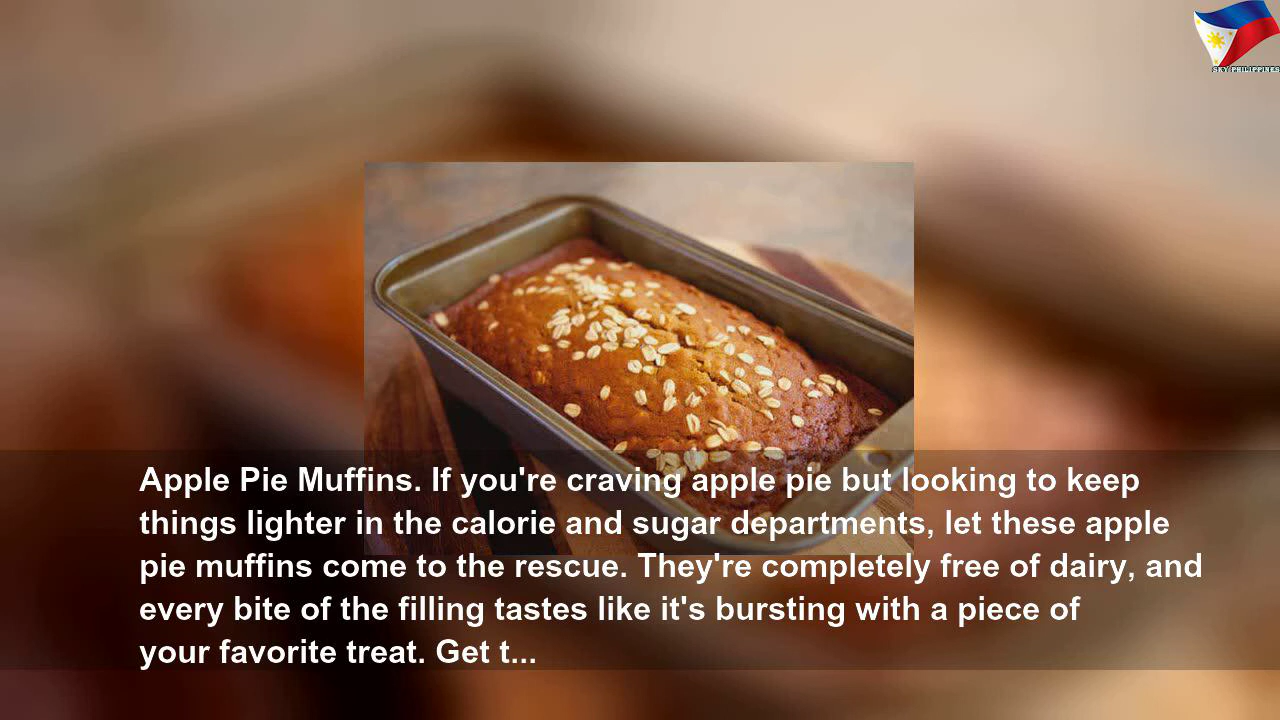 SKY PHILIPPINES
Apple Pie Muffins. If you're craving apple pie but looking to keep
things lighter in the calorie and sugar departments, let these apple
pie muffins come to the rescue. They're completely free of dairy, and
every bite of the filling tastes like it's bursting with a piece of
your favorite treat. Get t...